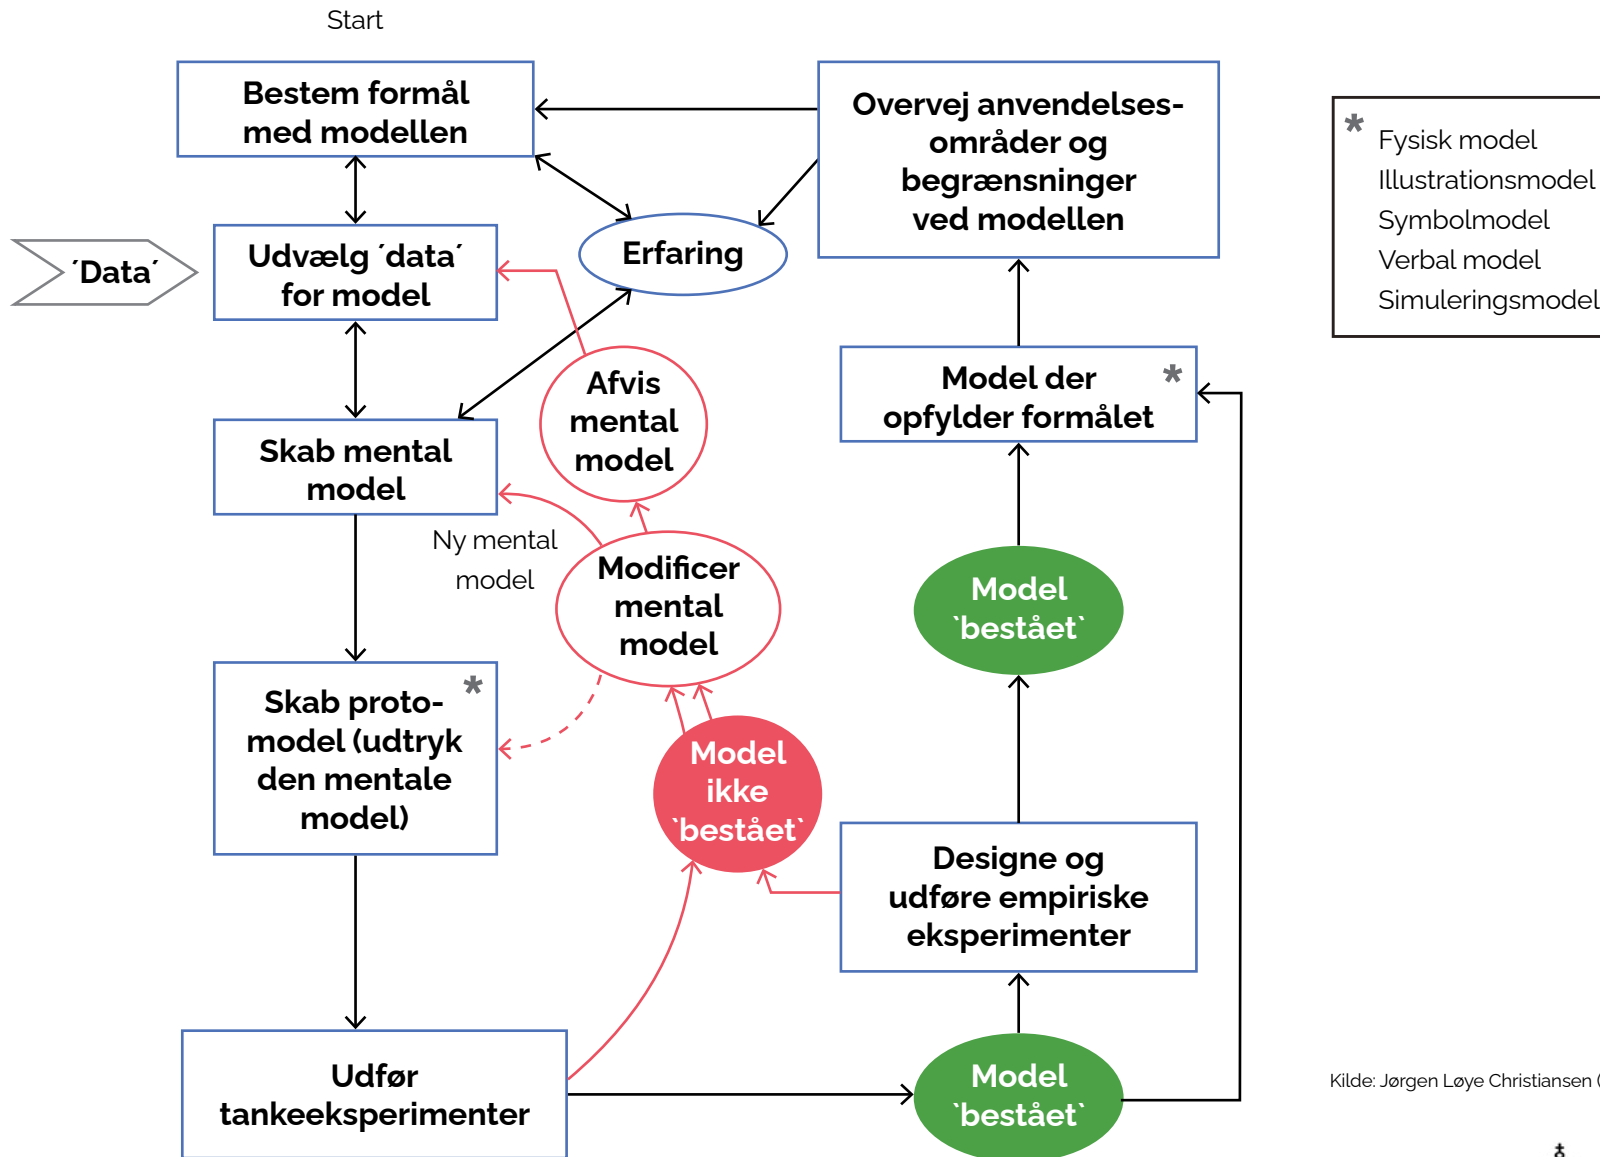 Start
Bestem formål
med modellen
Overvej anvendelses-
områder og
begrænsninger
ved modellen
* Fysisk model
Illustrationsmodel
Symbolmodel
Verbal model
Simuleringsmodel
´Data´
Udvælg ´data´
for model
Erfaring
Afvis
mental
model
Model der *
opfylder formålet
Skab mental
model
Ny mental
model
Modificer
mental
model
Model
`bestået`
Skab proto- *
model (udtryk
den mentale
model)
Model
ikke
`bestået`
Designe og
udføre empiriske
eksperimenter
Udfør
tankeeksperimenter
Model
`bestået`
Kilde: Jørgen Løye Christiansen (